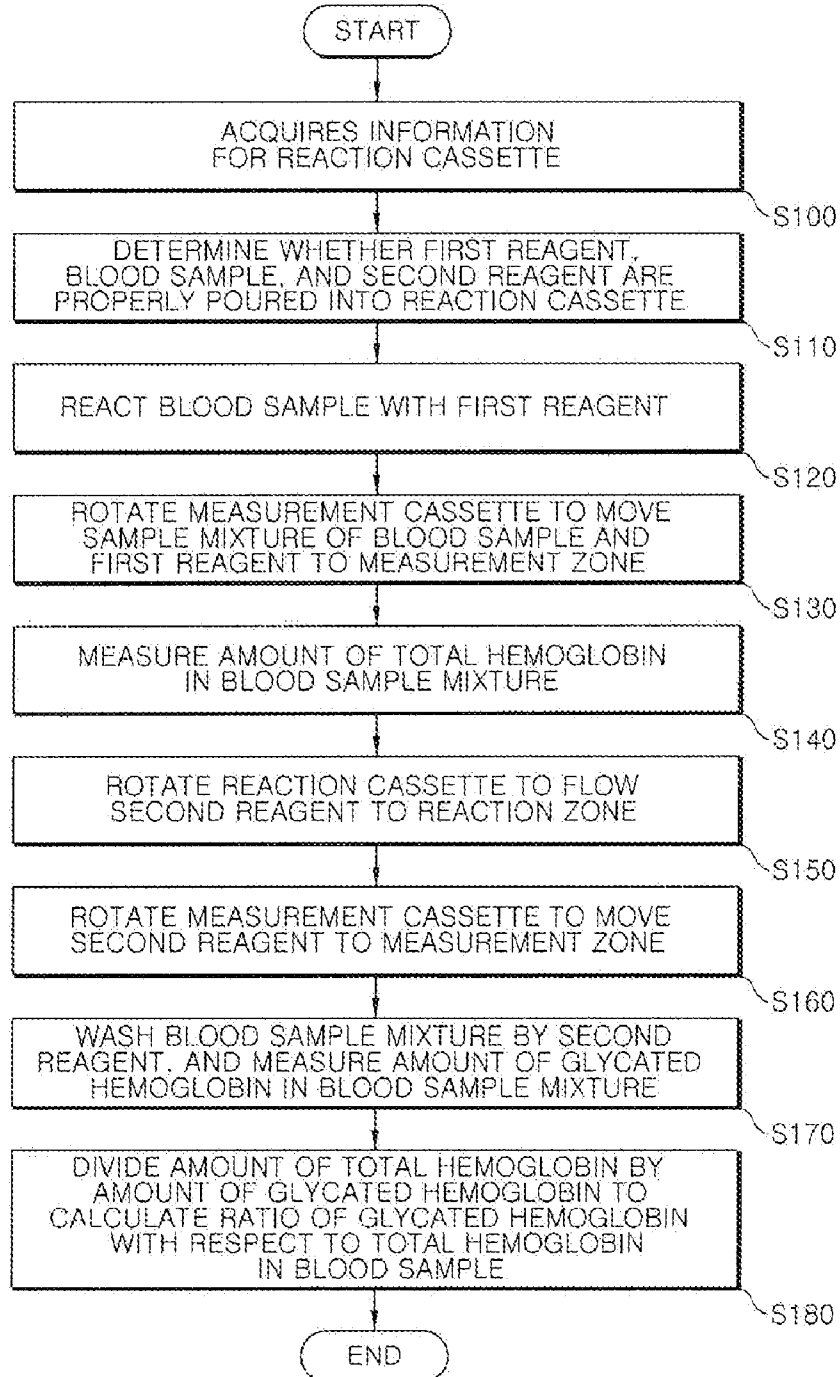 START
ACQUIRES INFORMATION
FOR REACTION CASSETTE
S100
DETERMINE WHETHER FIRST REAGENT,
BLOOD SAMPLE, AND SECOND REAGENT ARE
PROPERLY POURED INTO REACTION CASSETTE
S110
REACT BLOOD SAMPLE WITH FIRST REAGENT
S120
ROTATE MEASUREMENT CASSETTE TO MOVE
SAMPLE MIXTURE OF BLOOD SAMPLE AND
FIRST REAGENT TO MEASUREMENT ZONE
S130
MEASURE AMOUNT OF TOTAL HEMOGLOBIN
IN BLOOD SAMPLE MIXTURE
S140
ROTATE REACTION CASSETTE TO FLOW
SECOND REAGENT TO REACTION ZONE
S150
ROTATE MEASUREMENT CASSETTE TO MOVE
SECOND REAGENT TO MEASUREMENT ZONE
S160
WASH BLOOD SAMPLE MIXTURE BY SECOND
REAGENT, AND MEASURE AMOUNT OF GLYCATED
HEMOGLOBIN IN BLOOD SAMPLE MIXTURE
S170
DIVIDE AMOUNT OF TOTAL HEMOGLOBIN BY
AMOUNT OF GLYCATED HEMOGLOBIN TO
CALCULATE RATIO OF GLYCATED HEMOGLOBIN
WITH RESPECT TO TOTAL HEMOGLOBIN
IN BLOOD SAMPLE
S180
END